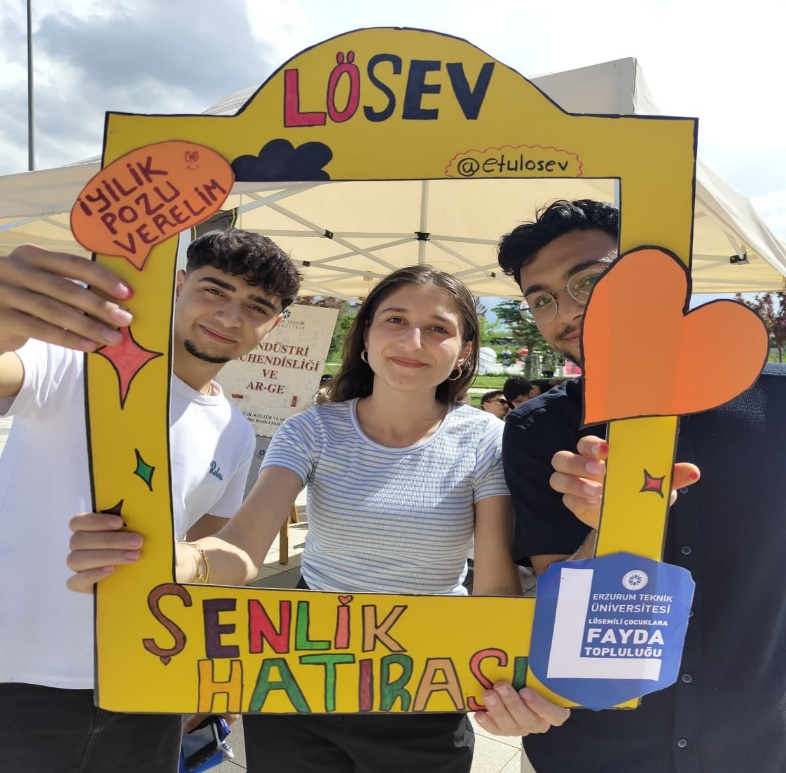 LÖSEV
@etulosev
İYİLİK
POZU
VERELİM
ENDÜSTRİ
MÜHENDİSLİĞİ
VE
AR-GE
ŞENLİK
HATIRASI
ERZURUM TEKNİK
ÜNİVERSİTESİ
LÖSEMİLİ ÇOCUKLARA
FAYDA
TOPLULUĞU